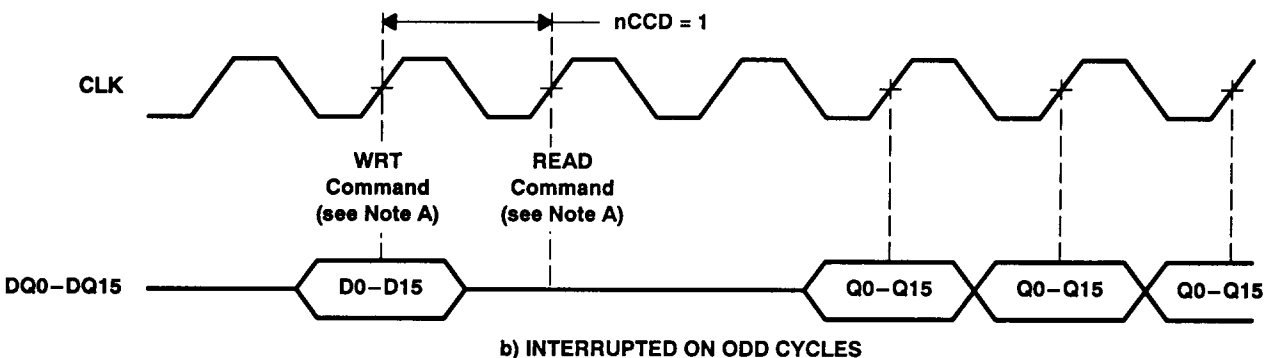 nCCD = 1
CLK
WRT
Command
(see Note A)
READ
Command
(see Note A)
DQ0–DQ15
D0–D15
Q0–Q15
Q0–Q15
Q0–Q15
b) INTERRUPTED ON ODD CYCLES